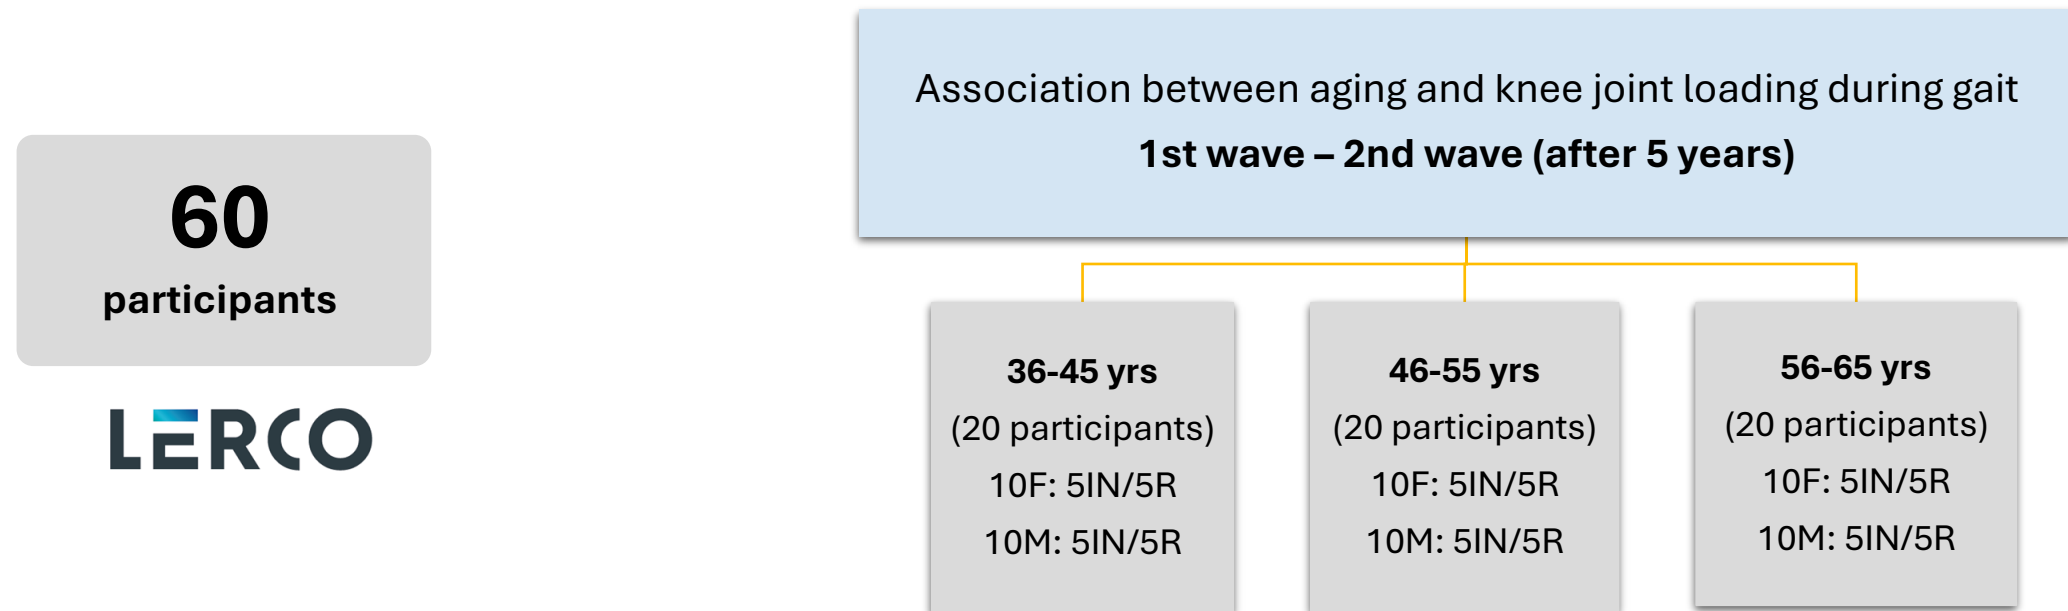 60
participants
LERCO
Association between aging and knee joint loading during gait
1st wave – 2nd wave (after 5 years)
36-45 yrs
(20 participants)
10F: 5IN/5R
10M: 5IN/5R
46-55 yrs
(20 participants)
10F: 5IN/5R
10M: 5IN/5R
56-65 yrs
(20 participants)
10F: 5IN/5R
10M: 5IN/5R